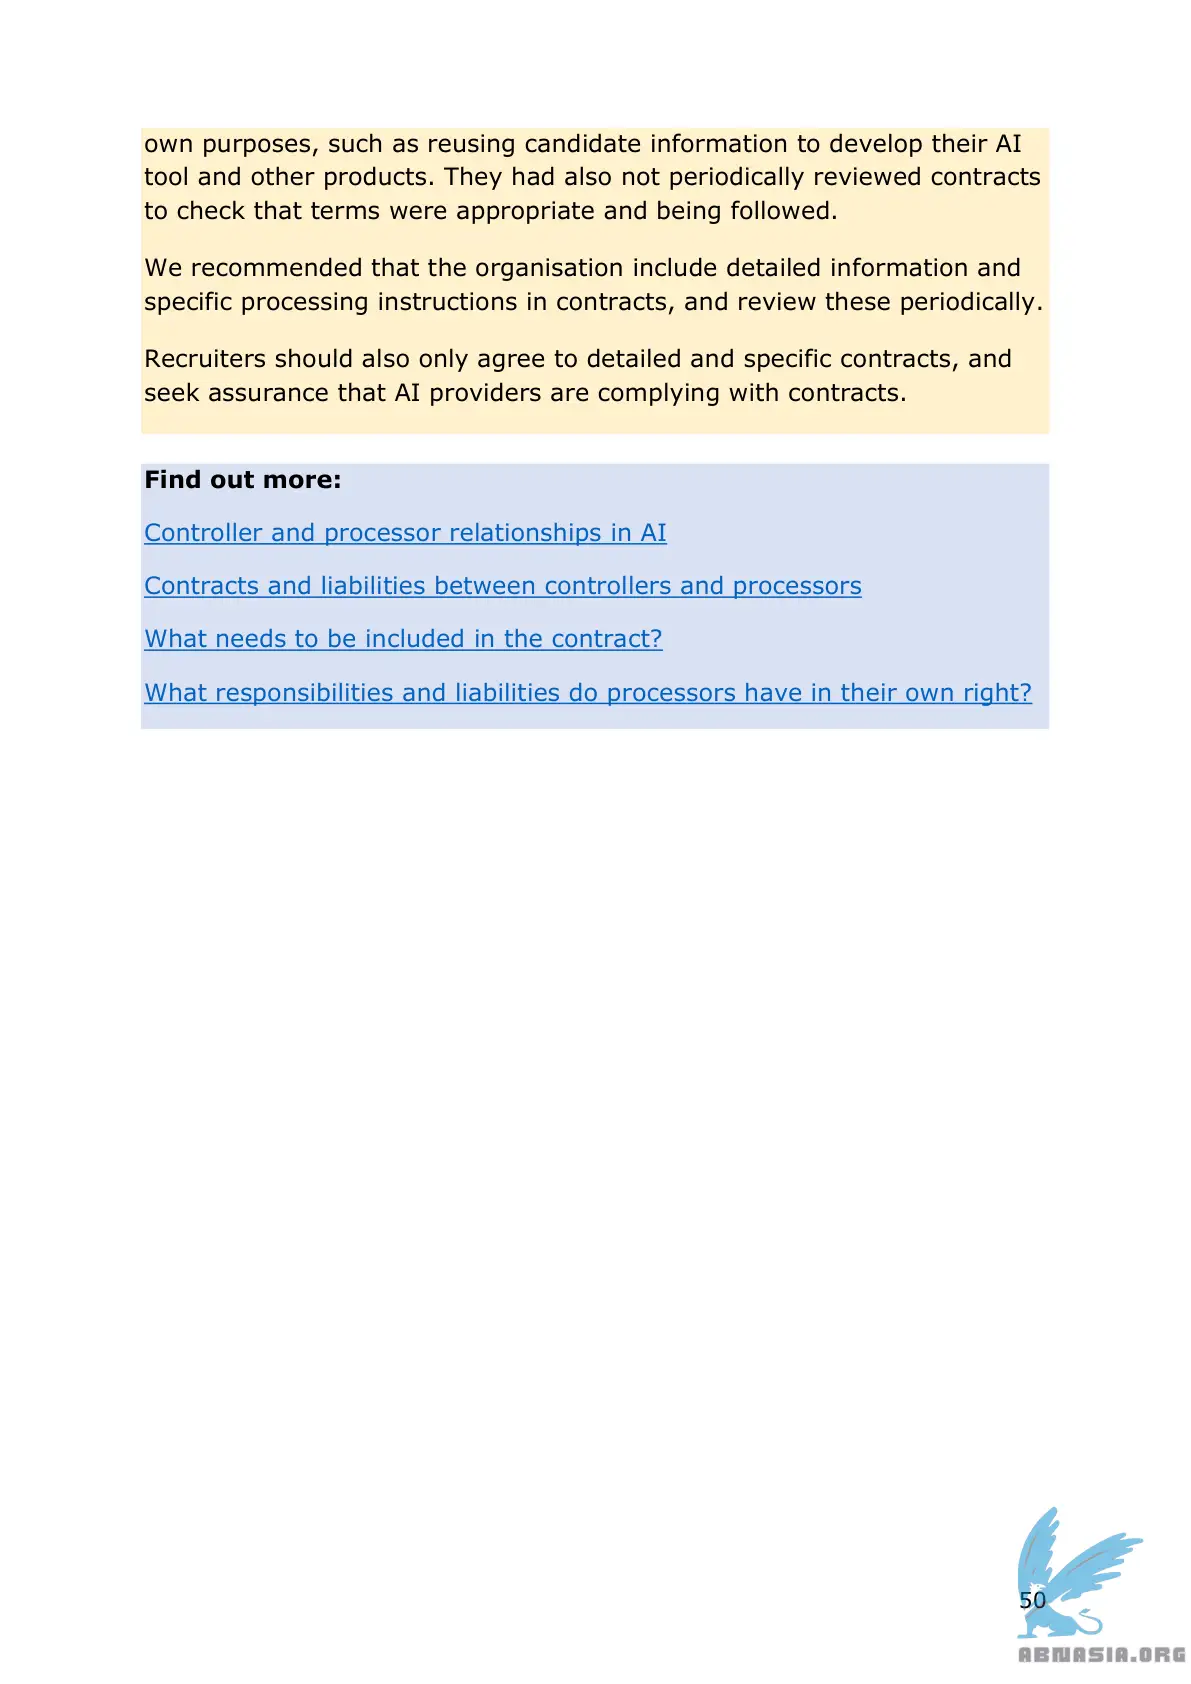 own purposes, such as reusing candidate information to develop their AI
tool and other products. They had also not periodically reviewed contracts
to check that terms were appropriate and being followed.
We recommended that the organisation include detailed information and
specific processing instructions in contracts, and review these periodically.
Recruiters should also only agree to detailed and specific contracts, and
seek assurance that AI providers are complying with contracts.
Find out more:
Controller and processor relationships in AI
Contracts and liabilities between controllers and processors
What needs to be included in the contract?
What responsibilities and liabilities do processors have in their own right?
50
ABNASIA.ORG